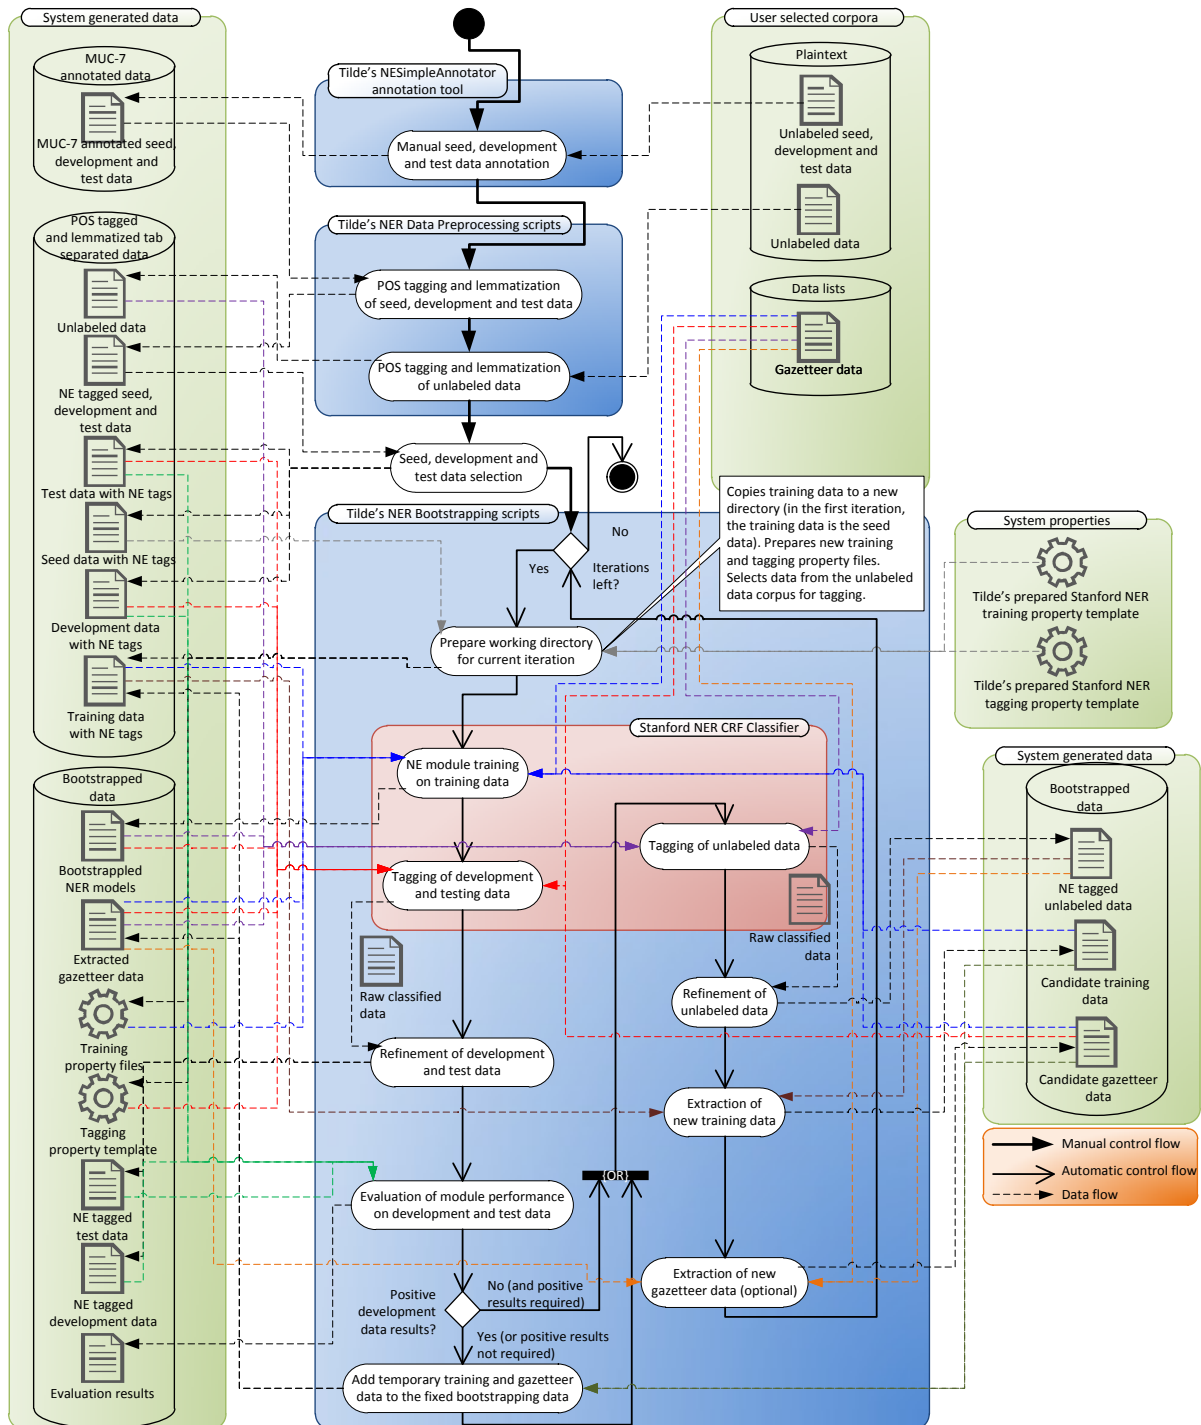 System generated data
MUC-7
annotated data
MUC-7 annotated seed,
development and
test data
POS tagged
and lemmatized tab
separated data
Unlabeled data
NE tagged seed,
development and
test data
Test data with NE tags
Seed data with NE tags
Development data
with NE tags
Training data
with NE tags
Bootstrapped
data
Bootstrappped
NER models
Extracted
gazetteer data
Training
property files
Tagging
property template
NE tagged
test data
NE tagged
development data
Evaluation results
Tilde's NESimpleAnnotator
annotation tool
Manual seed, development
and test data annotation
Tilde's NER Data Preprocessing scripts
POS tagging and lemmatization
of seed, development and test data
POS tagging and lemmatization
of unlabeled data
Seed, development and
test data selection
Tilde's NER Bootstrapping scripts
No
Yes
Iterations
left?
Prepare working directory
for current iteration
Stanford NER CRF Classifier
NE module training
on training data
Tagging of unlabeled data
Tagging of development
and testing data
Raw classified
data
Raw classified
data
Refinement of
unlabeled data
Refinement of development
and test data
Extraction of
new training data
{OR}
Evaluation of module performance
on development and test data
Extraction of new
gazetteer data (optional)
Positive
development
data results?
No (and positive
results required)
Yes (or positive results
not required)
Add temporary training and gazetteer
data to the fixed bootstrapping data
User selected corpora
Plaintext
Unlabeled seed,
development and
test data
Unlabeled data
Data lists
Gazetteer data
Copies training data to a new
directory (in the first iteration,
the training data is the seed
data). Prepares new training
and tagging property files.
Selects data from the unlabeled
data corpus for tagging.
System properties
Tilde's prepared Stanford NER
training property template
Tilde's prepared Stanford NER
tagging property template
System generated data
Bootstrapped
data
NE tagged
unlabeled data
Candidate training
data
Candidate gazetteer
data
Manual control flow
Automatic control flow
Data flow